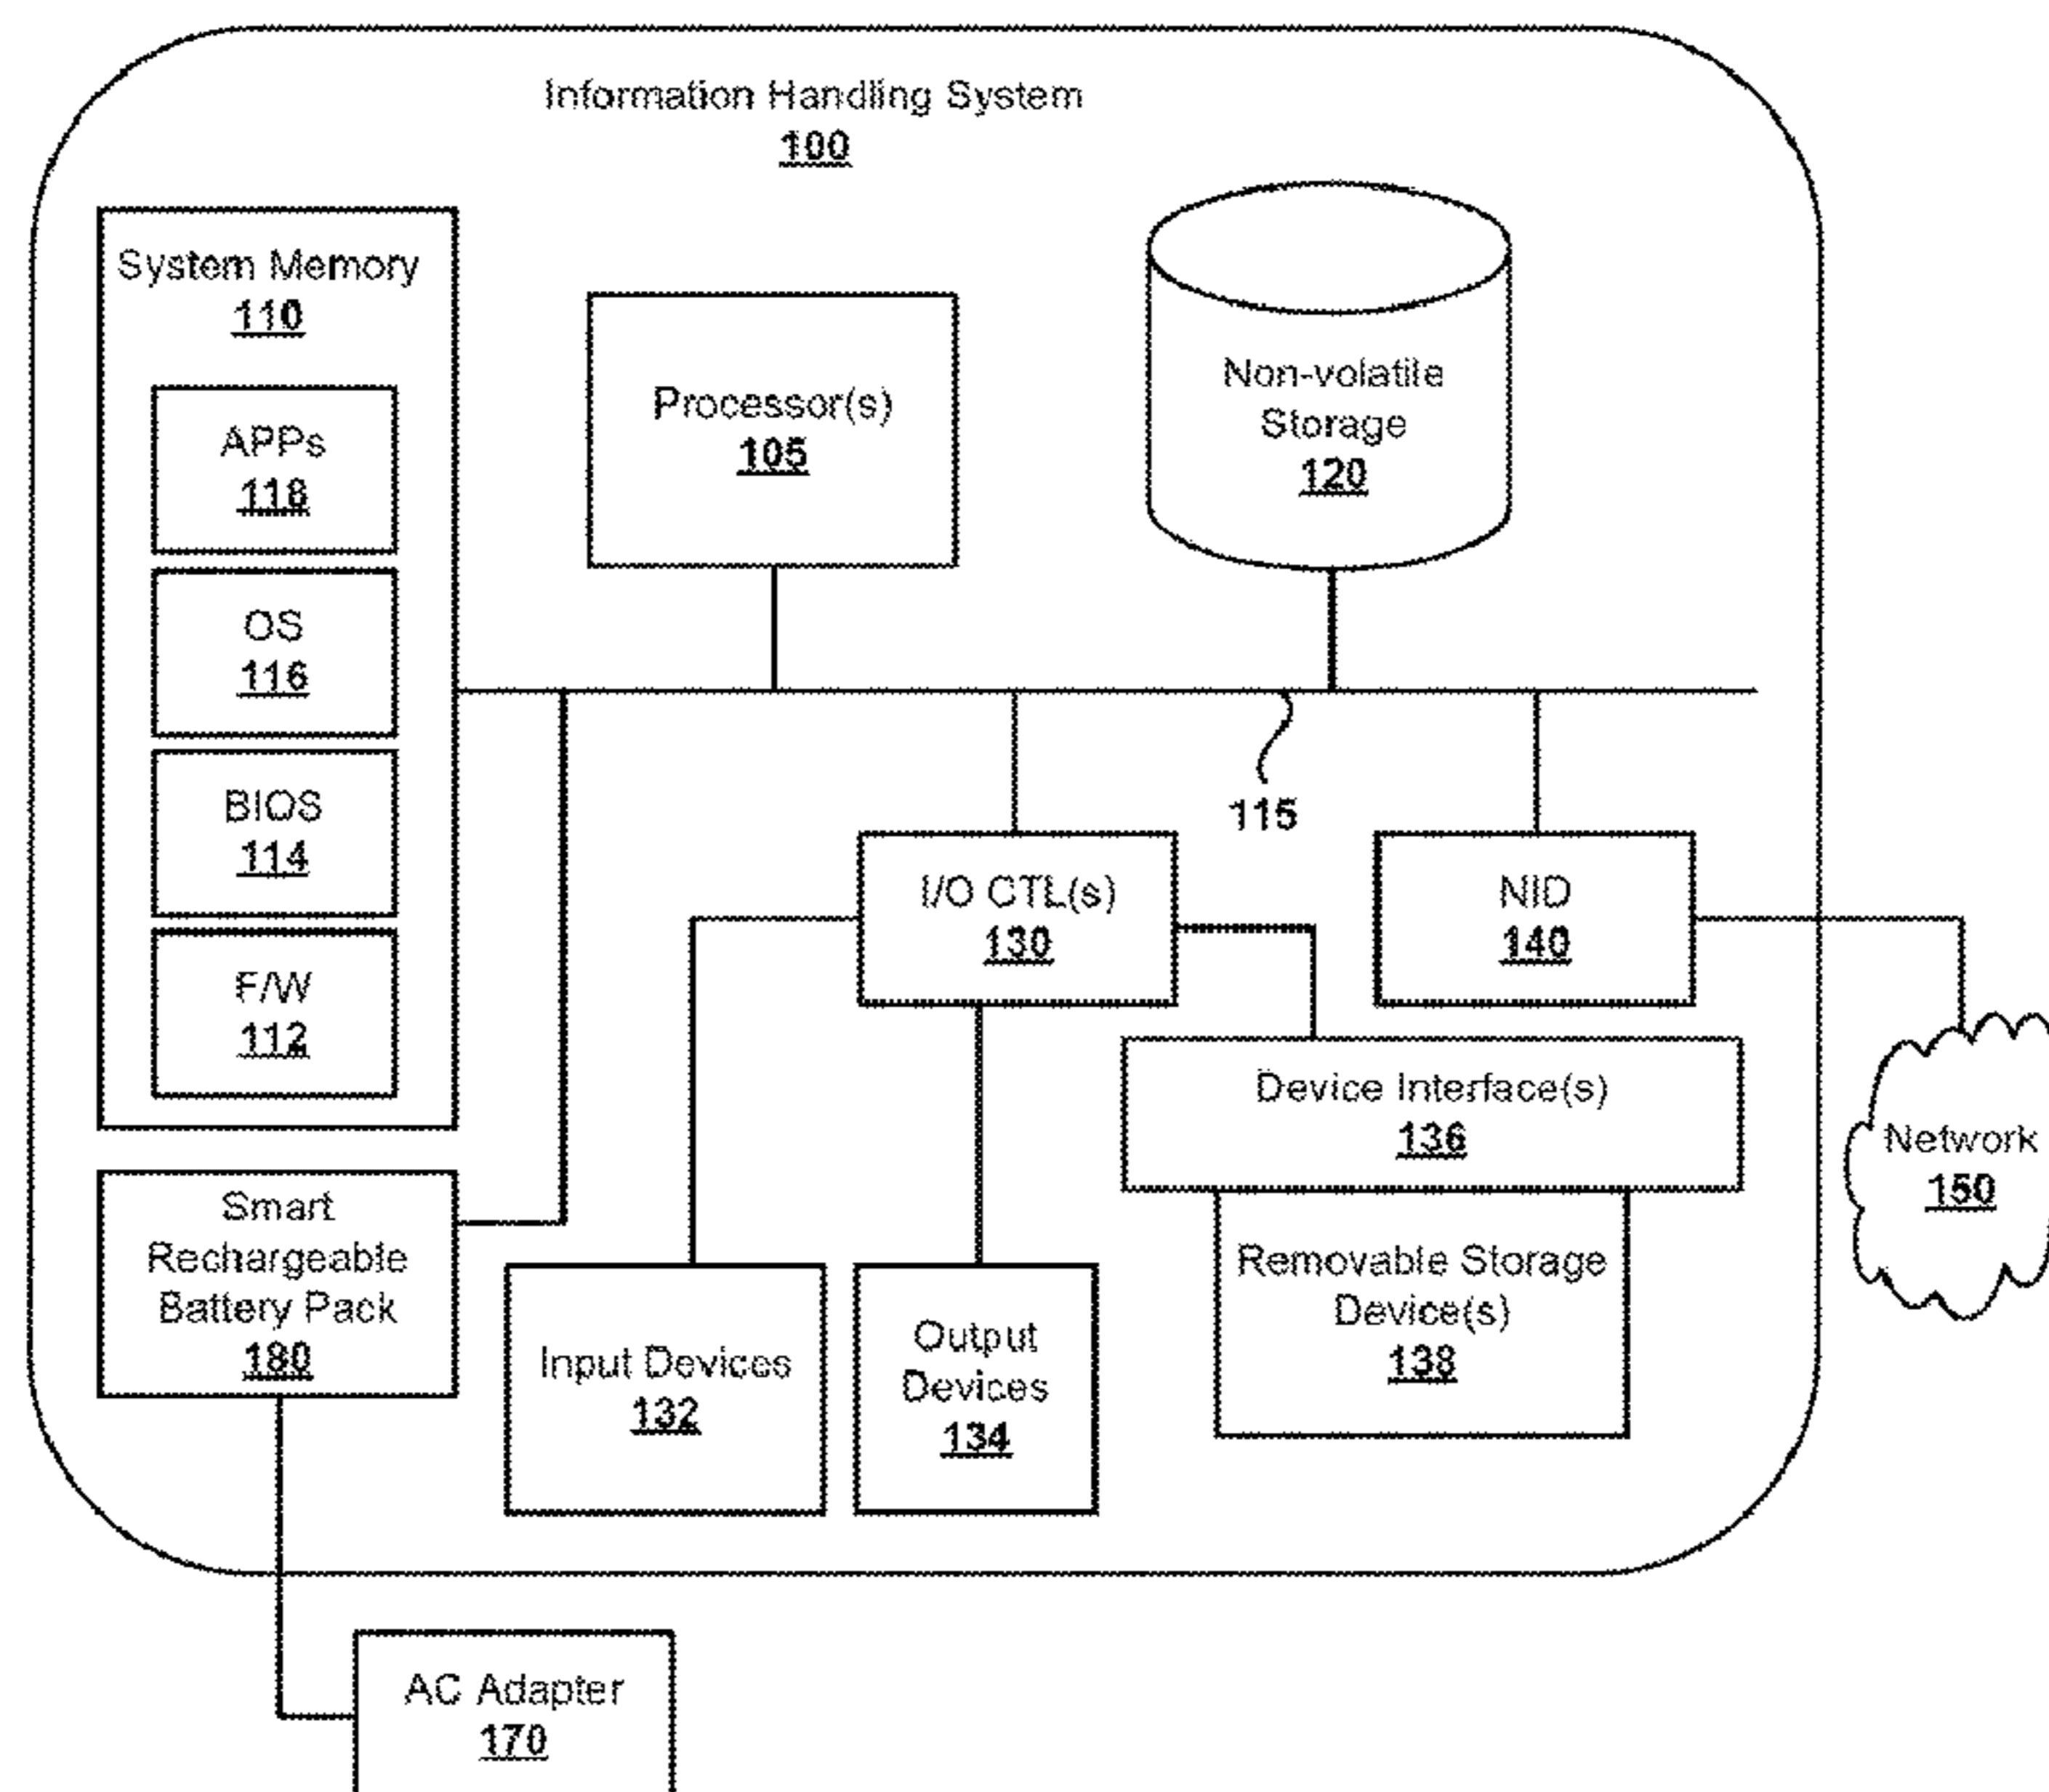 Information Handling System
100
System Memory
110
APPs
118
OS
116
BIOS
114
F/W
112
Processor(s)
105
Non-volatile
Storage
120
115
I/O CTL(s)
130
NID
140
Device Interface(s)
136
Removable Storage
Device(s)
138
Network
150
Smart
Rechargeable
Battery Pack
180
Input Devices
132
Output
Devices
134
AC Adapter
170